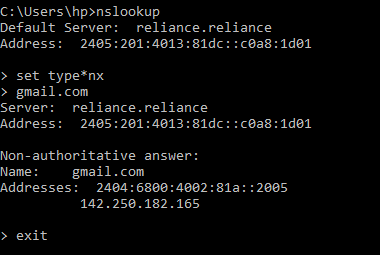 C:\Users\hp>nslookup
Default Server:  reliance.reliance
Address:  2405:201:4013:81dc::c0a8:1d01
> set type*nx
> gmail.com
Server:  reliance.reliance
Address:  2405:201:4013:81dc::c0a8:1d01
Non-authoritative answer:
Name:    gmail.com
Addresses:  2404:6800:4002:81a::2005
142.250.182.165
> exit